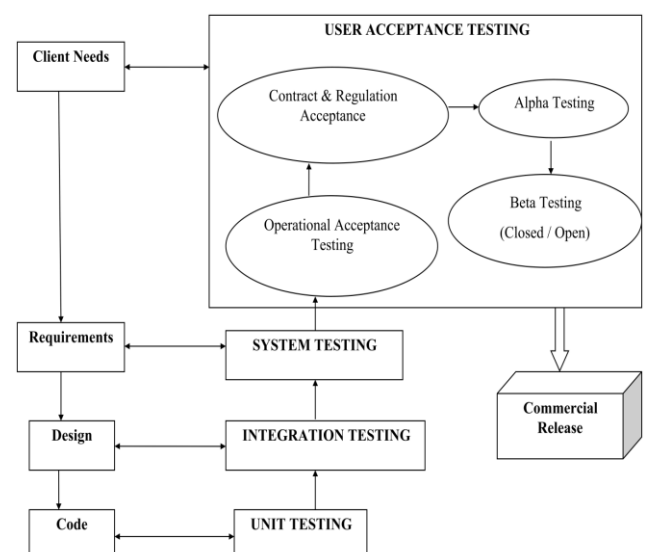 USER ACCEPTANCE TESTING
Client Needs
Contract & Regulation
Acceptance
Alpha Testing
Operational Acceptance
Testing
Beta Testing
(Closed / Open)
Requirements
SYSTEM TESTING
Commercial
Release
Design
INTEGRATION TESTING
Code
UNIT TESTING